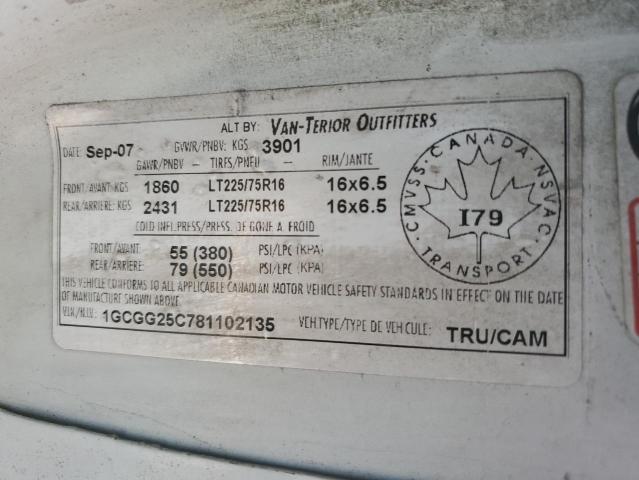 ALT BY: VAN-TERIOR OUTFITTERS
DATE: Sep-07 GVWR/PNBV: KGS 3901
GAWR/PNBV - TIRES/PNEU - RIM/JANTE
FRONT/AVANT: KGS 1860 LT225/75R16 16x6.5
REAR/ARRIERE: KGS 2431 LT225/75R16 16x6.5
COLD INFL.PRESS/PRESS. DE GONF A FROID
FRONT/AVANT: 55 (380) PSI/LPC (KPA)
REAR/ARRIERE: 79 (550) PSI/LPC (KPA)
THIS VEHICLE CONFORMS TO ALL APPLICABLE CANADIAN MOTOR VEHICLE SAFETY STANDARDS IN EFFECT ON THE DATE
OF MANUFACTURE SHOWN ABOVE.
V.I.N./N.I.V.: 1GCGG25C781102135 VEH.TYPE/TYPE DE VEHICULE: TRU/CAM
CMVSS. CANADA. NSVAC.
179
TRANSPORT